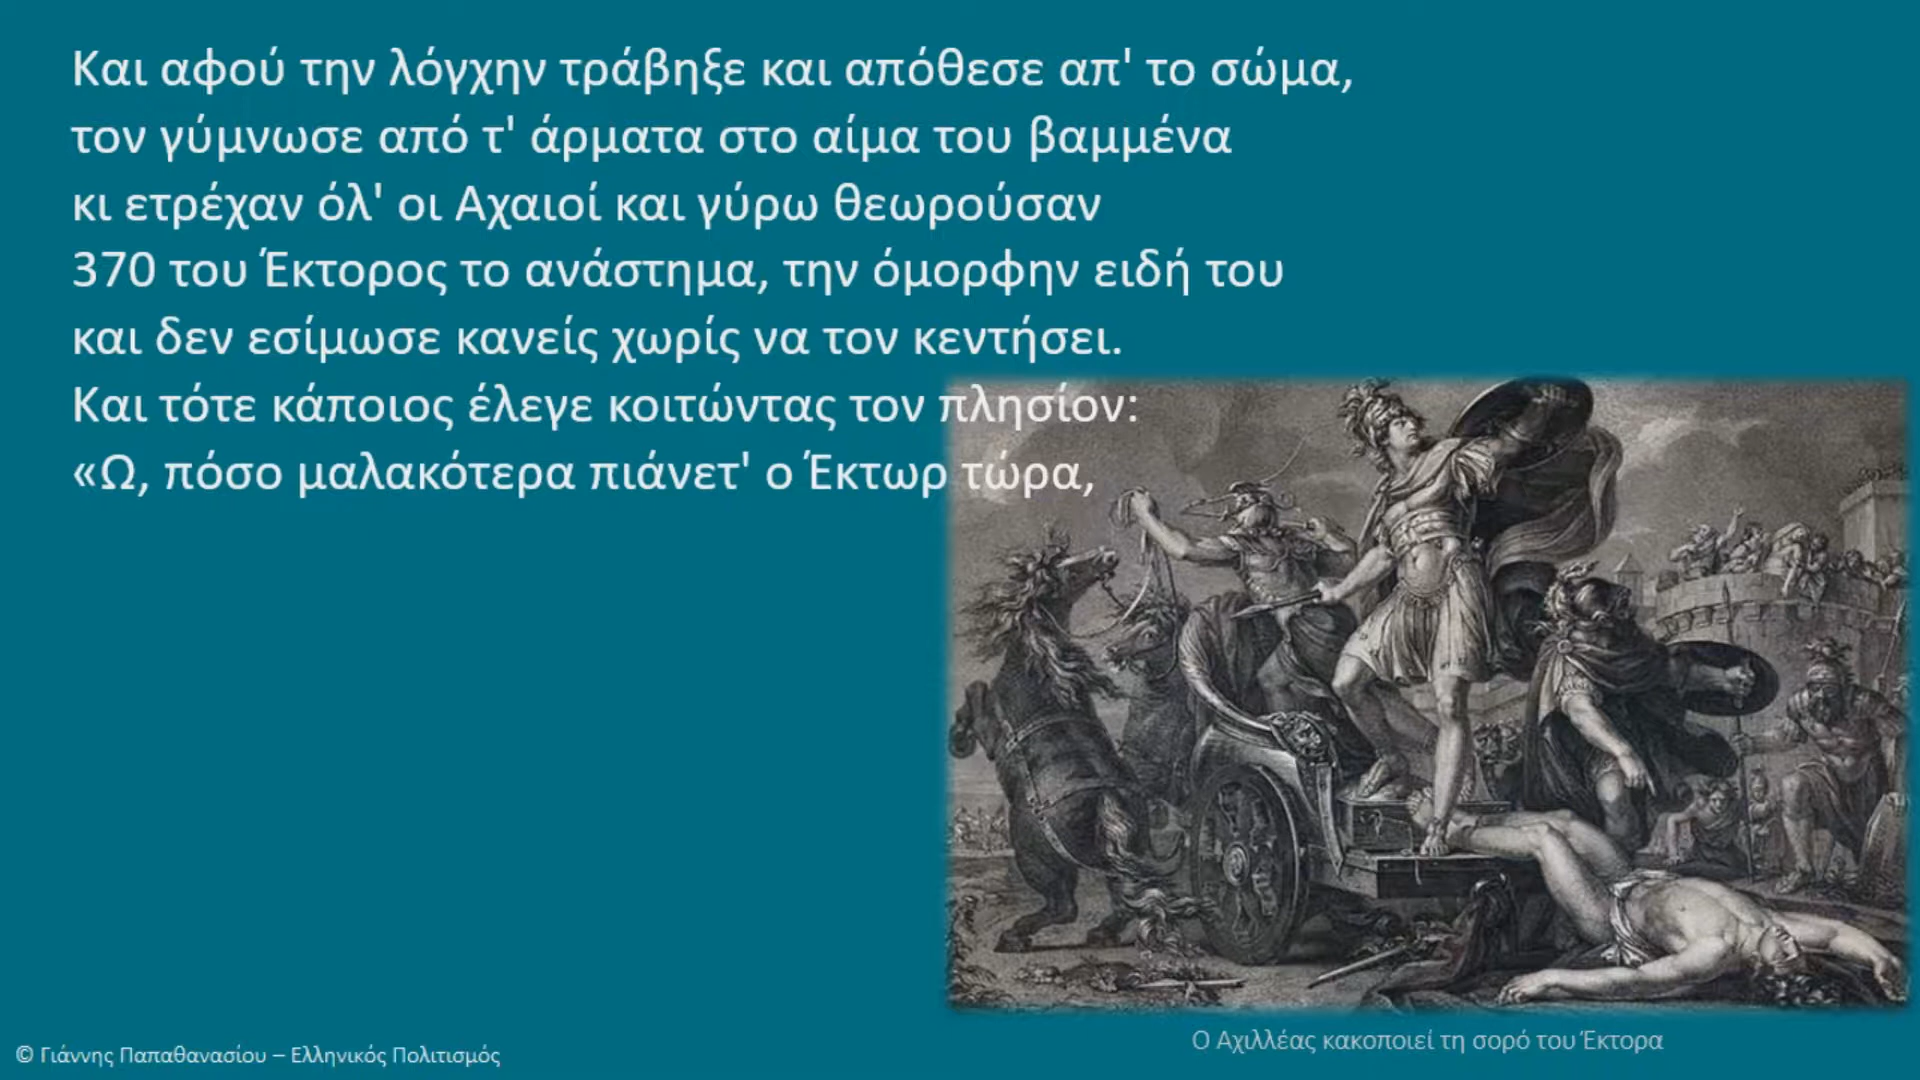 Και αφού την λόγχην τράβηξε και απόθεσε απ' το σώμα,
τον γύμνωσε από τ' άρματα στο αίμα του βαμμένα
κι ετρέχαν όλ' οι Αχαιοί και γύρω θεωρούσαν
370 του Έκτορος το ανάστημα, την όμορφην ειδή του
και δεν εσίμωσε κανείς χωρίς να τον κεντήσει.
Και τότε κάποιος έλεγε κοιτώντας τον πλησίον:
«Ω, πόσο μαλακότερα πιάνετ' ο Έκτωρ τώρα,
Ο Αχιλλέας κακοποιεί τη σορό του Έκτορα
© Γιάννης Παπαθανασίου – Ελληνικός Πολιτισμός